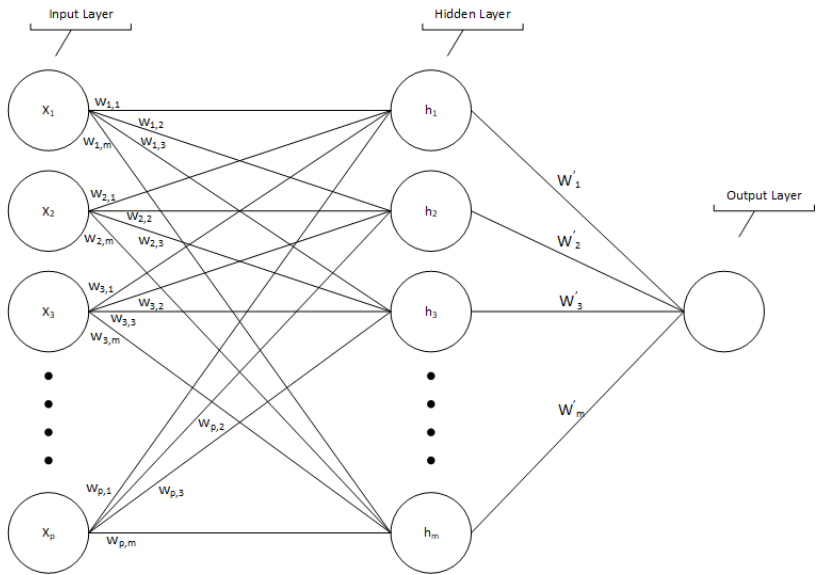 Input Layer
Hidden Layer
Output Layer
X₁
W₁,₁
W₁,₂
W₁,₃
W₁,ₘ
h₁
W'₁
X₂
W₂,₁
W₂,₂
W₂,₃
W₂,ₘ
h₂
W'₂
X₃
W₃,₁
W₃,₂
W₃,₃
W₃,ₘ
h₃
W'₃
W'ₘ
Xₚ
Wₚ,₁
Wₚ,₂
Wₚ,₃
Wₚ,ₘ
hₘ